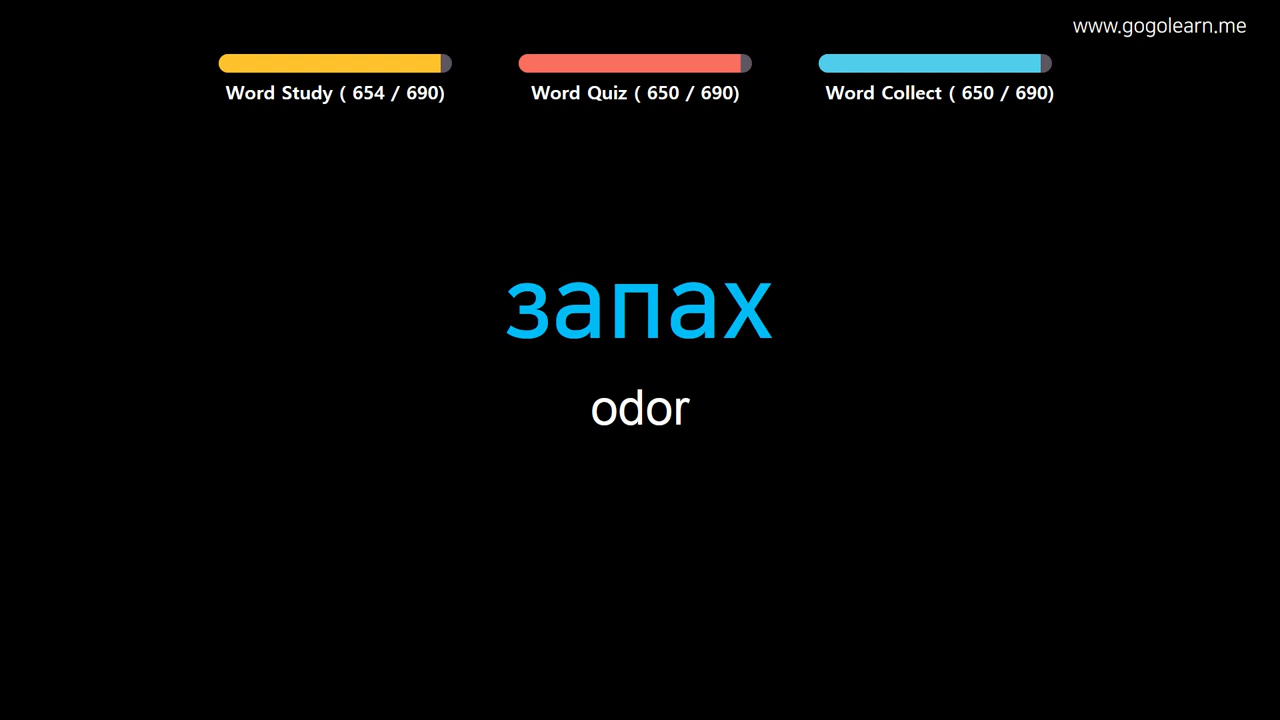 www.gogolearn.me
Word Study ( 654 / 690)
Word Quiz ( 650 / 690)
Word Collect ( 650 / 690)
запах
odor